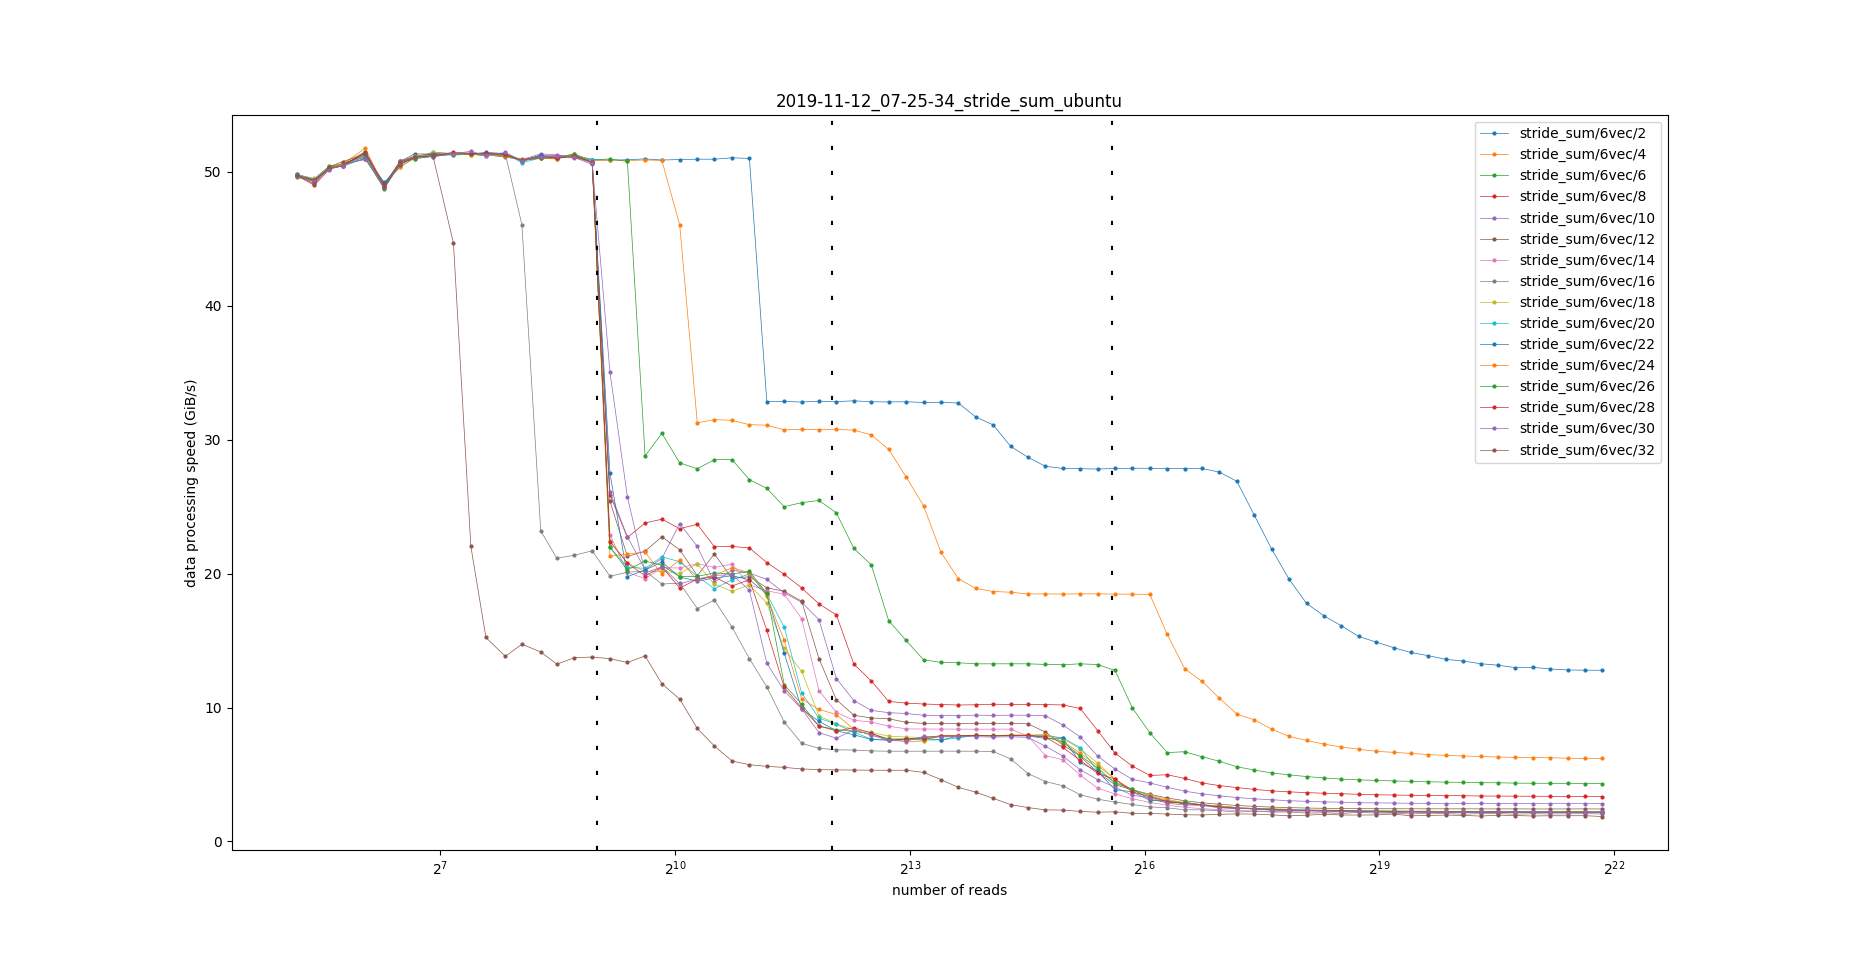 2019-11-12_07-25-34_stride_sum_ubuntu
data processing speed (GiB/s)
50
40
30
20
10
0
2^7
2^10
2^13
2^16
2^19
2^22
number of reads
stride_sum/6vec/2
stride_sum/6vec/4
stride_sum/6vec/6
stride_sum/6vec/8
stride_sum/6vec/10
stride_sum/6vec/12
stride_sum/6vec/14
stride_sum/6vec/16
stride_sum/6vec/18
stride_sum/6vec/20
stride_sum/6vec/22
stride_sum/6vec/24
stride_sum/6vec/26
stride_sum/6vec/28
stride_sum/6vec/30
stride_sum/6vec/32